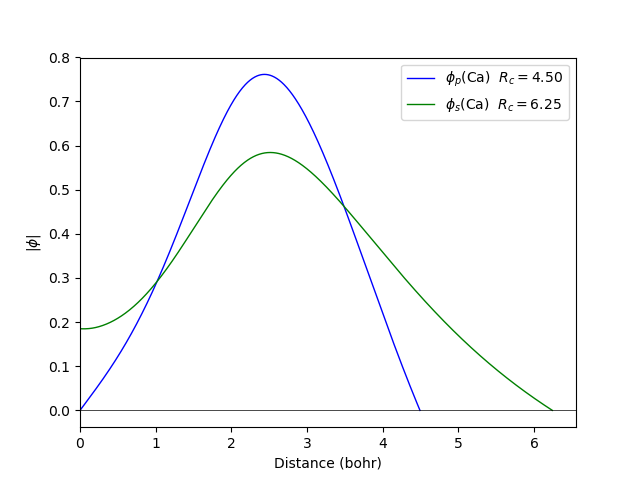 0.8
0.7
0.6
0.5
0.4
0.3
0.2
0.1
0.0
|ϕ|
ϕp(Ca) Rc = 4.50
ϕs(Ca) Rc = 6.25
0 1 2 3 4 5 6
Distance (bohr)